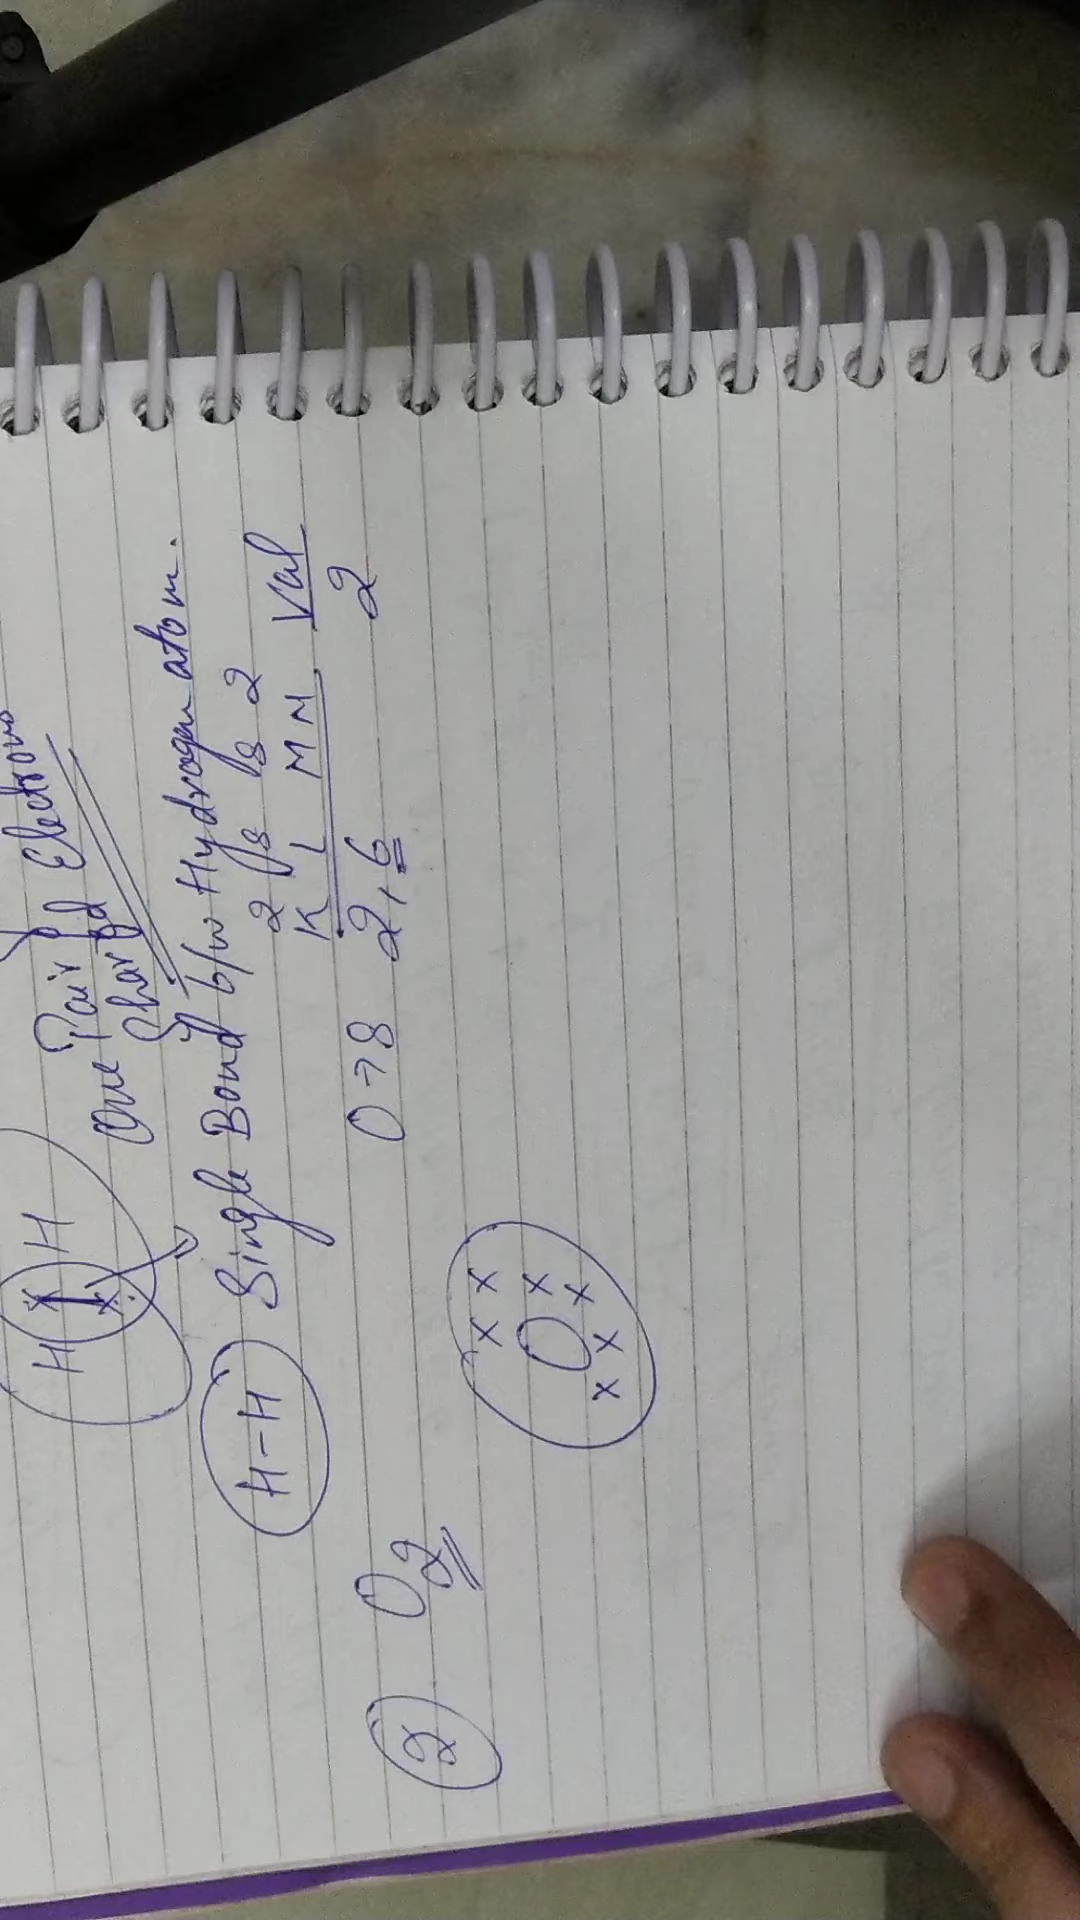 H x x H One Pair of Electrons
Shared
H-H Single Bond b/w Hydrogen atom.
2 8 8 2
K L M N Val
2 O2 O→8 2,6 2
x x
O x
x x x